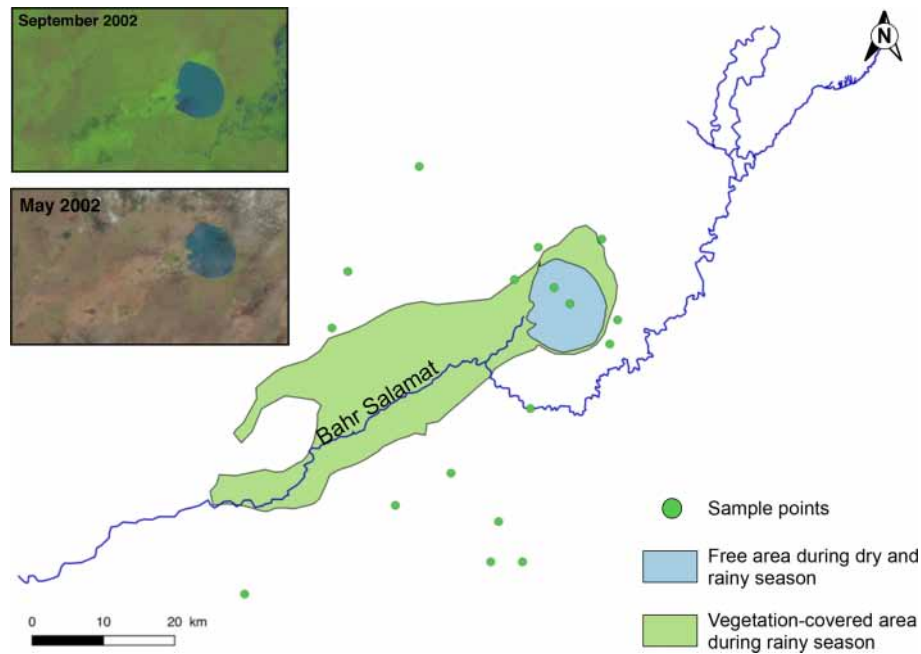 September 2002
N
May 2002
Bahr Salamat
Sample points
Free area during dry and
rainy season
Vegetation-covered area
during rainy season
0 10 20 km